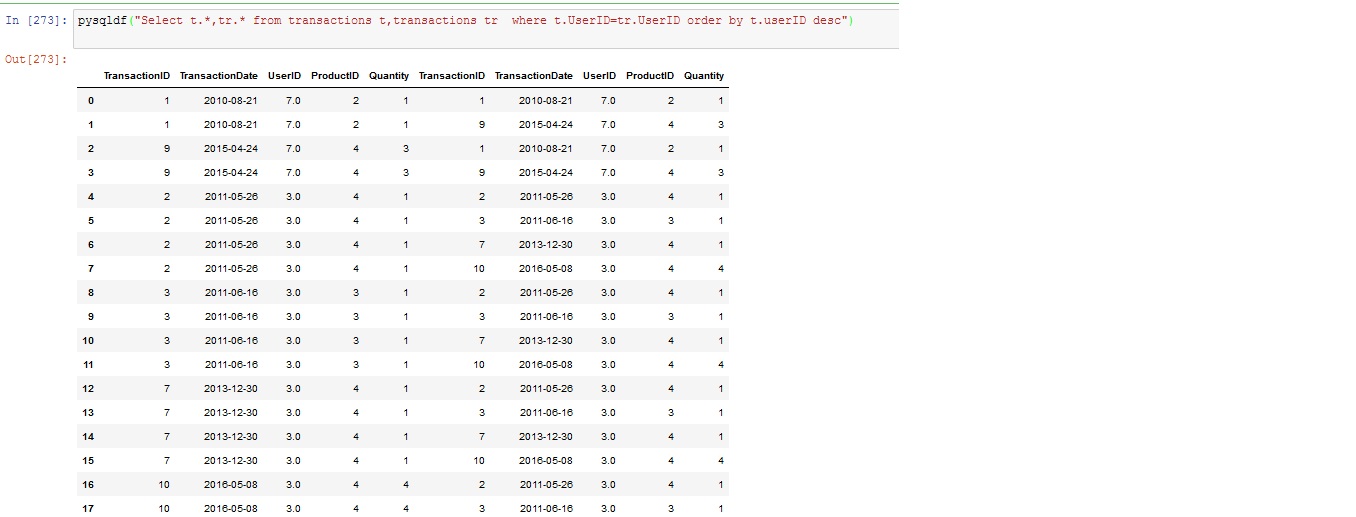 In [273]: pysqldf("Select t.*,tr.* from transactions t,transactions tr  where t.UserID=tr.UserID order by t.userID desc")
Out[273]:
TransactionID TransactionDate UserID ProductID Quantity TransactionID TransactionDate UserID ProductID Quantity
0 1 2010-08-21 7.0 2 1 1 2010-08-21 7.0 2 1
1 1 2010-08-21 7.0 2 1 9 2015-04-24 7.0 4 3
2 9 2015-04-24 7.0 4 3 1 2010-08-21 7.0 2 1
3 9 2015-04-24 7.0 4 3 9 2015-04-24 7.0 4 3
4 2 2011-05-26 3.0 4 1 2 2011-05-26 3.0 4 1
5 2 2011-05-26 3.0 4 1 3 2011-06-16 3.0 3 1
6 2 2011-05-26 3.0 4 1 7 2013-12-30 3.0 4 1
7 2 2011-05-26 3.0 4 1 10 2016-05-08 3.0 4 4
8 3 2011-06-16 3.0 3 1 2 2011-05-26 3.0 4 1
9 3 2011-06-16 3.0 3 1 3 2011-06-16 3.0 3 1
10 3 2011-06-16 3.0 3 1 7 2013-12-30 3.0 4 1
11 3 2011-06-16 3.0 3 1 10 2016-05-08 3.0 4 4
12 7 2013-12-30 3.0 4 1 2 2011-05-26 3.0 4 1
13 7 2013-12-30 3.0 4 1 3 2011-06-16 3.0 3 1
14 7 2013-12-30 3.0 4 1 7 2013-12-30 3.0 4 1
15 7 2013-12-30 3.0 4 1 10 2016-05-08 3.0 4 4
16 10 2016-05-08 3.0 4 4 2 2011-05-26 3.0 4 1
17 10 2016-05-08 3.0 4 4 3 2011-06-16 3.0 3 1